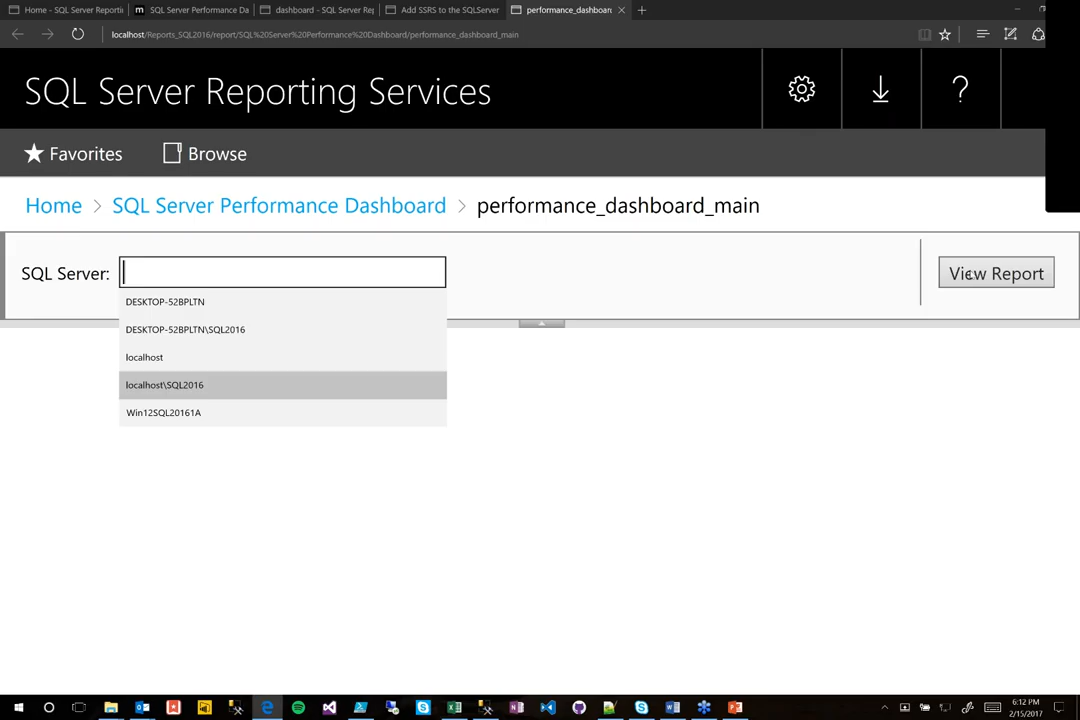 Home - SQL Server Reporti
m SQL Server Performance Da
dashboard - SQL Server Rep
Add SSRS to the SQLServer
performance_dashboard
localhost/Reports_SQL2016/report/SQL%20Server%20Performance%20Dashboard/performance_dashboard_main
SQL Server Reporting Services
?
Favorites
Browse
Home > SQL Server Performance Dashboard > performance_dashboard_main
SQL Server:
View Report
DESKTOP-52BPLTN
DESKTOP-52BPLTN\SQL2016
localhost
localhost\SQL2016
Win12SQL20161A
6:12 PM
2/15/2017